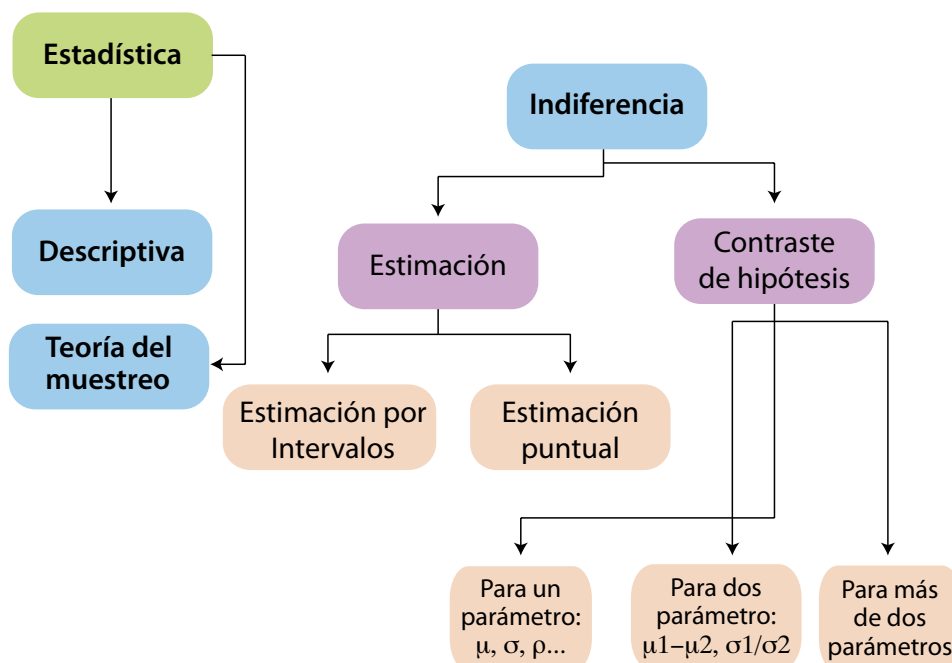 Estadística
Indiferencia
Descriptiva
Estimación
Contraste
de hipótesis
Teoría del
muestreo
Estimación por
Intervalos
Estimación
puntual
Para un
parámetro:
μ, σ, ρ...
Para dos
parámetro:
μ1–μ2, σ1/σ2
Para más
de dos
parámetros